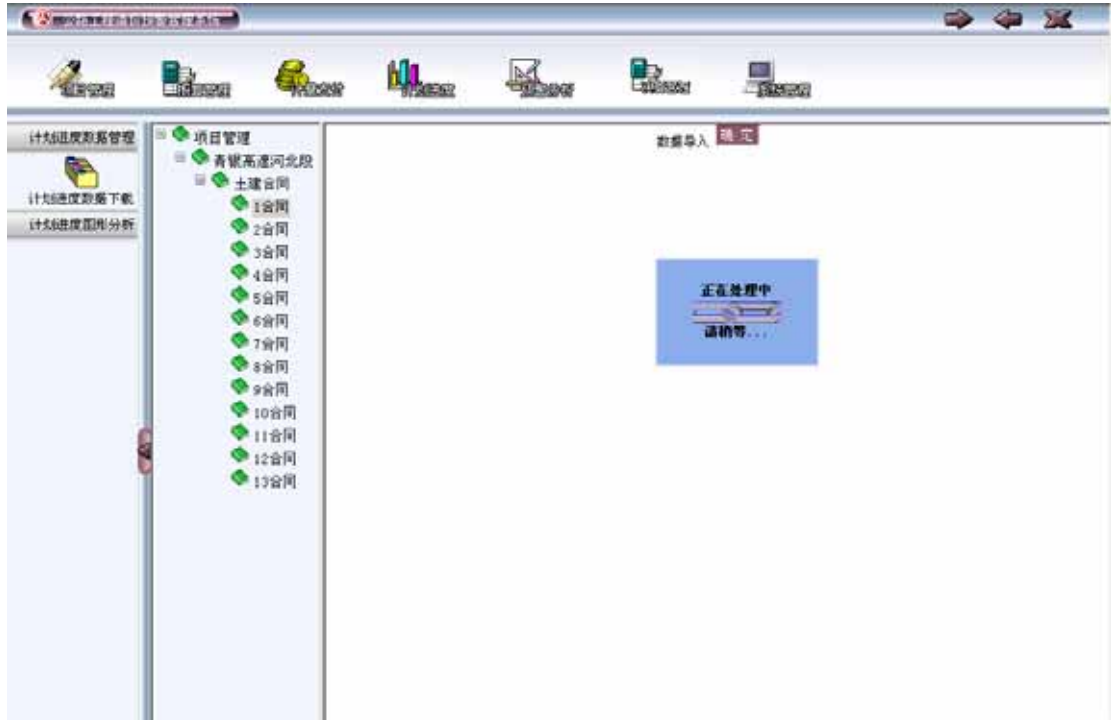 计划进度数据管理
计划进度数据下载
计划进度图形分析
项目管理
青银高速河北段
土建合同
1合同
2合同
3合同
4合同
5合同
6合同
7合同
8合同
9合同
10合同
11合同
12合同
13合同
数据导入 确 定
正在处理中
请稍等...